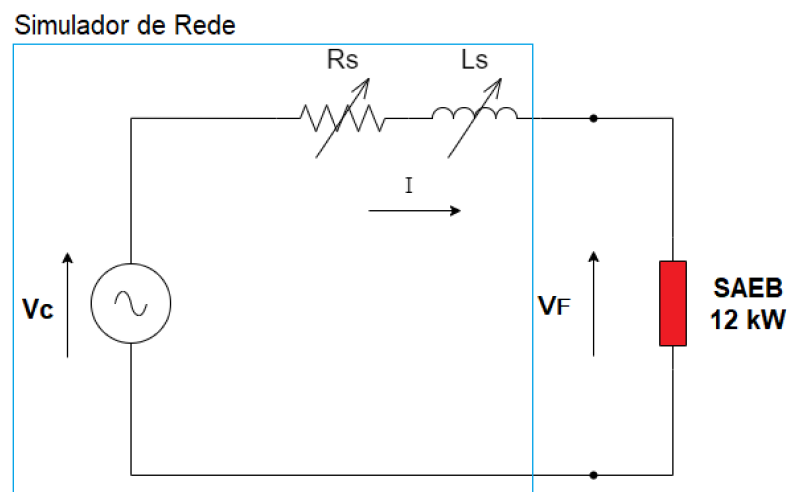 Simulador de Rede
Rs
Ls
I
Vc
VF
SAEB
12 kW